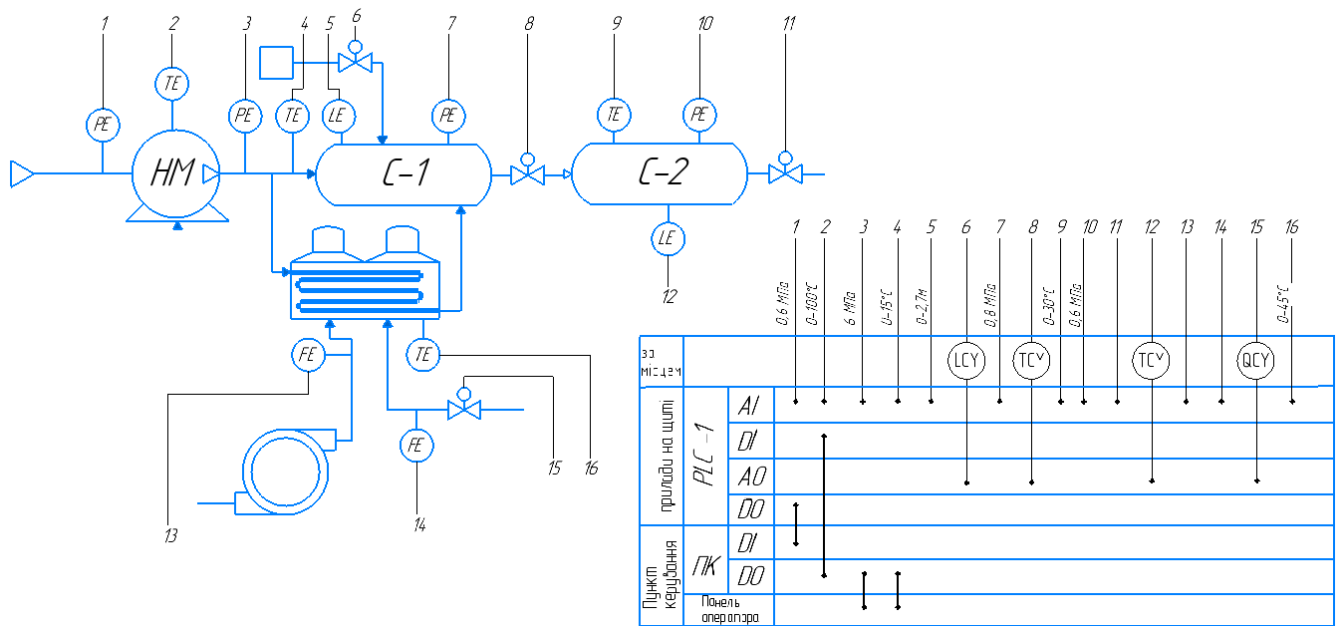 1 2 3 4 5 6 7 8 9 10 11
TE
PE
PE
TE
LE
PE
TE
PE
НМ
С-1
С-2
LE
12
FE
TE
FE
13
14
15
16
1 2 3 4 5 6 7 8 9 10 11 12 13 14 15 16
0,6 МПа
0-100°C
6 МПа
0-15°C
0-2,7м
0,8 МПа
0-30°C
0,6 МПа
0-45°C
за
місцем
LCY
TCY
TCY
QCY
прилади на щиті
PLC-1
AI
DI
AO
DO
Пункт
керування
ПК
DI
DO
Панель
оператора